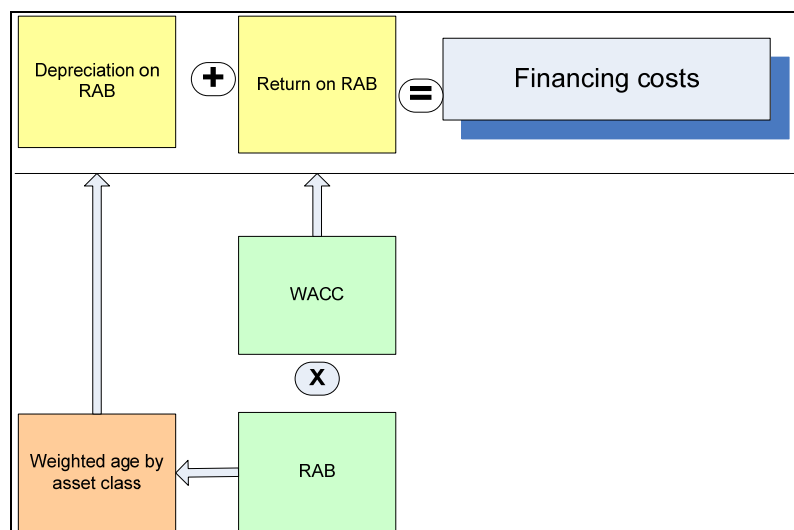 Depreciation on
RAB
+
Return on RAB
=
Financing costs
WACC
X
Weighted age by
asset class
RAB